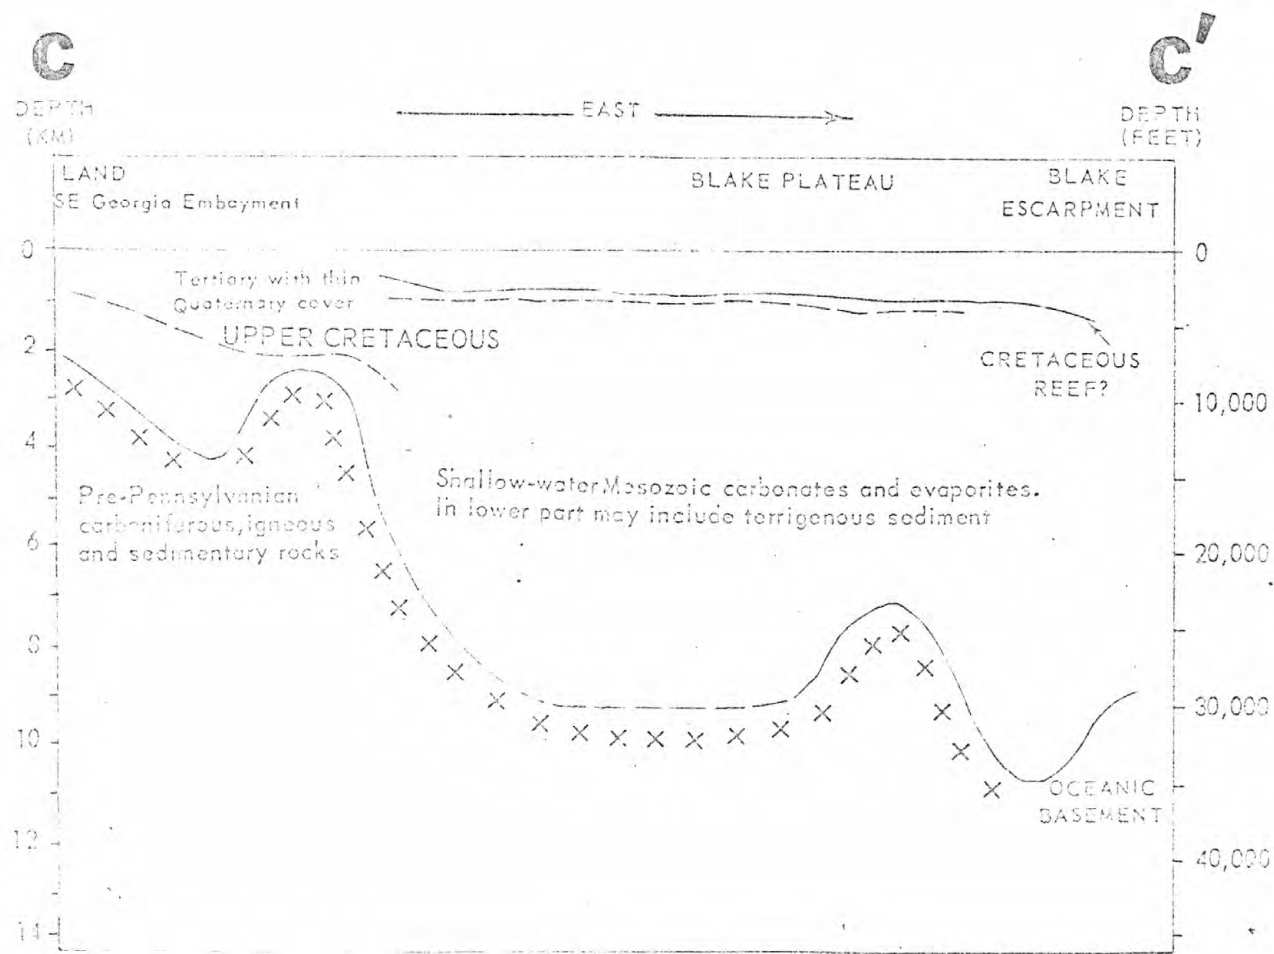 C
C'
DEPTH
(KM)
EAST
DEPTH
(FEET)
LAND
SE Georgia Embayment
BLAKE PLATEAU
BLAKE
ESCARPMENT
0
0
Tertiary with thin
Quaternary cover
UPPER CRETACEOUS
2
CRETACEOUS
REEF?
10,000
4
Pre-Pennsylvanian
carboniferous, igneous
and sedimentary rocks
Shallow-water Mesozoic carbonates and evaporites.
In lower part may include terrigenous sediment
6
20,000
8
30,000
10
OCEANIC
BASEMENT
12
40,000
14